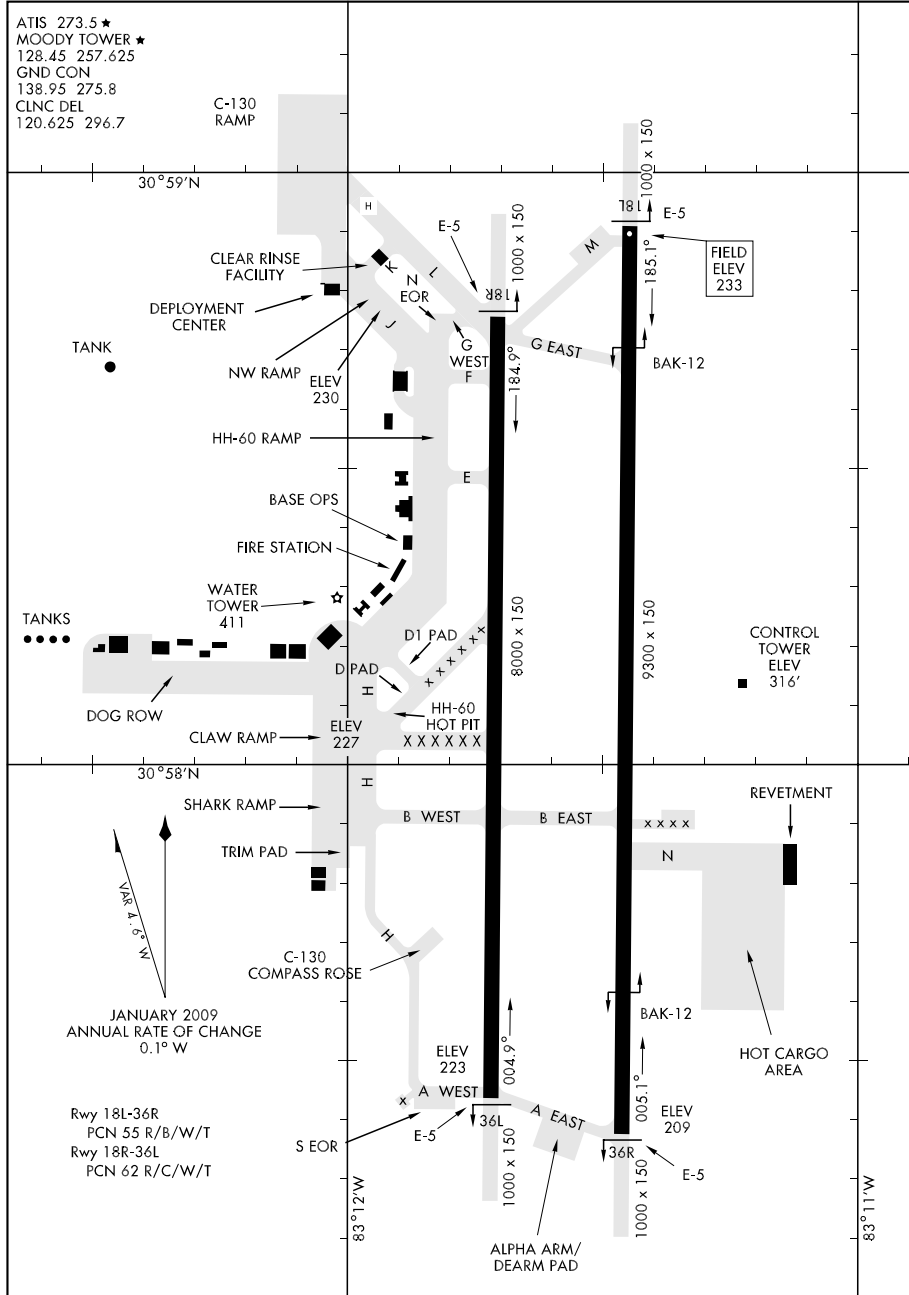 ATIS 273.5 ★
MOODY TOWER ★
128.45 257.625
GND CON
138.95 275.8
CLNC DEL
120.625 296.7
C-130
RAMP
30°59'N
1000 x 150
1000 x 150
H
E-5
18R
18L
E-5
FIELD
ELEV
233
CLEAR RINSE
FACILITY
K
L
M
N
EOR
185.1°
DEPLOYMENT
CENTER
J
TANK
NW RAMP
ELEV
230
G
WEST
F
G EAST
BAK-12
184.9°
HH-60 RAMP
E
BASE OPS
FIRE STATION
WATER
TOWER
411
TANKS
D1 PAD
x x x x x x
8000 x 150
9300 x 150
CONTROL
TOWER
ELEV
316'
D PAD
H
HH-60
HOT PIT
DOG ROW
CLAW RAMP
ELEV
227
X X X X X X
30°58'N
H
SHARK RAMP
B WEST
B EAST
x x x x
REVETMENT
TRIM PAD
N
VAR 4.6° W
H
C-130
COMPASS ROSE
JANUARY 2009
ANNUAL RATE OF CHANGE
0.1° W
BAK-12
HOT CARGO
AREA
004.9°
005.1°
ELEV
223
A WEST
x
ELEV
209
Rwy 18L-36R
PCN 55 R/B/W/T
Rwy 18R-36L
PCN 62 R/C/W/T
S EOR
E-5
36L
A EAST
36R
E-5
1000 x 150
1000 x 150
83°12'W
83°11'W
ALPHA ARM/
DEARM PAD